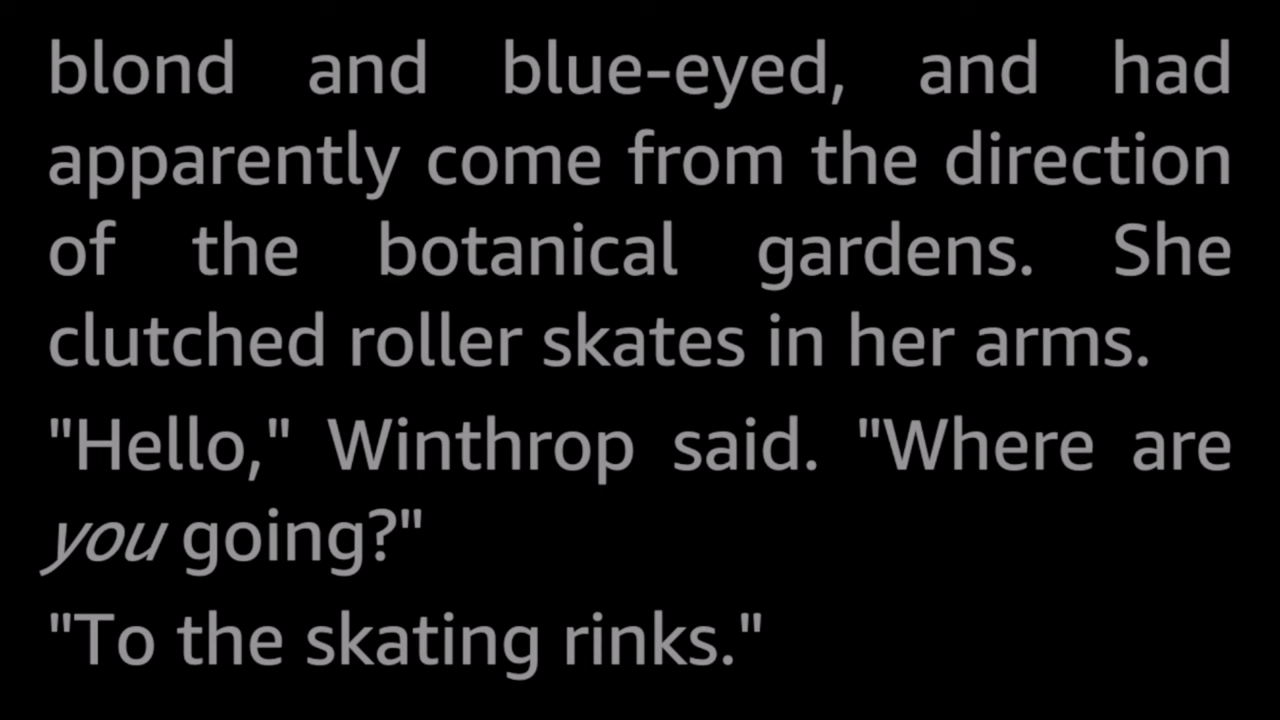 blond and blue-eyed, and had
apparently come from the direction
of the botanical gardens. She
clutched roller skates in her arms.
"Hello," Winthrop said. "Where are
you going?"
"To the skating rinks."